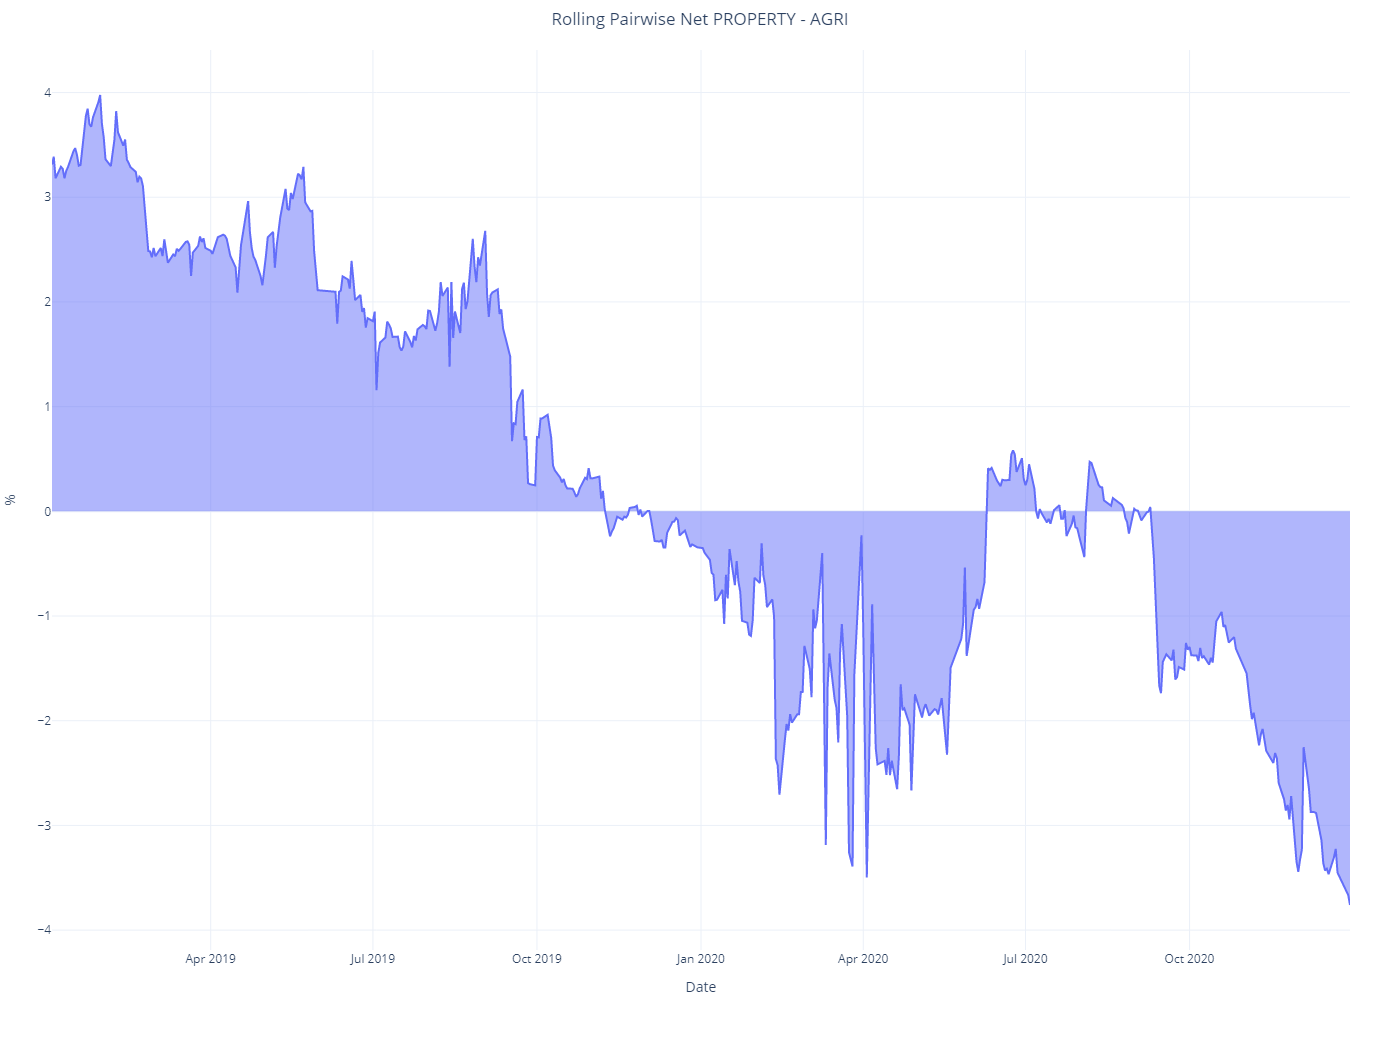 Rolling Pairwise Net PROPERTY - AGRI
4
3
2
1
0
−1
−2
−3
−4
%
Apr 2019
Jul 2019
Oct 2019
Jan 2020
Apr 2020
Jul 2020
Oct 2020
Date